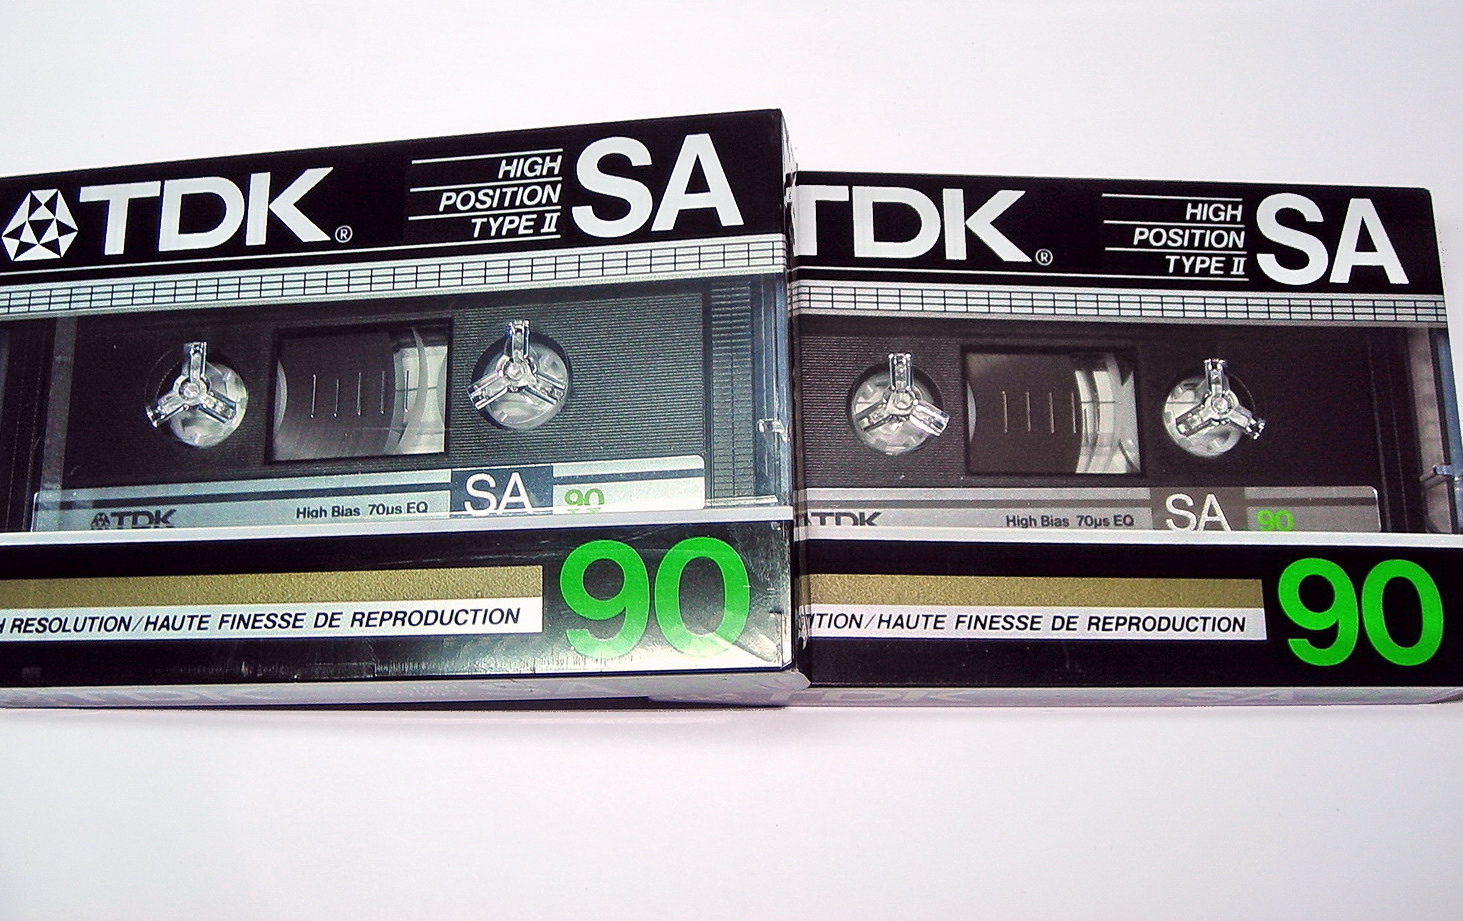 TDK®
HIGH
POSITION
TYPE II
SA
TDK
High Bias 70µs EQ
SA
90
RESOLUTION/HAUTE FINESSE DE REPRODUCTION
90
TDK®
HIGH
POSITION
TYPE II
SA
TDK
High Bias 70µs EQ
SA
90
/HAUTE FINESSE DE REPRODUCTION
90